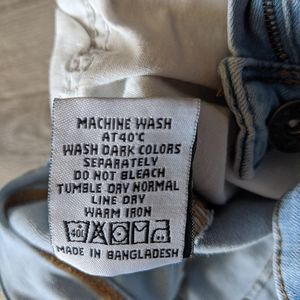 MACHINE WASH
AT 40°C
WASH DARK COLORS
SEPARATELY
DO NOT BLEACH
TUMBLE DRY NORMAL
LINE DRY
WARM IRON
40
MADE IN BANGLADESH